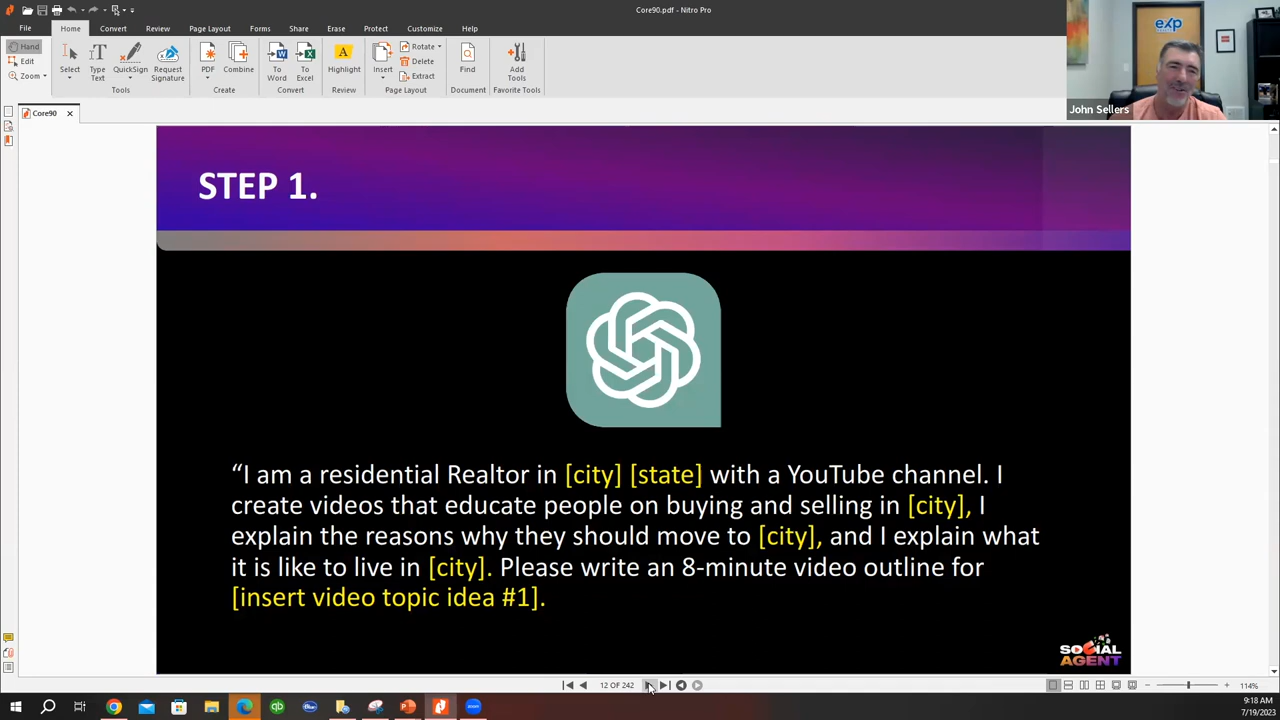 Core90.pdf - Nitro Pro
File Home Convert Review Page Layout Forms Share Erase Protect Customize Help
Hand
Edit
Zoom
Select
Type Text
QuickSign
Request Signature
Tools
PDF
Combine
Create
To Word
To Excel
Convert
Highlight
Review
Insert
Rotate
Delete
Extract
Page Layout
Find
Document
Add Tools
Favorite Tools
exp
John Sellers
Core90
STEP 1.
“I am a residential Realtor in [city] [state] with a YouTube channel. I
create videos that educate people on buying and selling in [city], I
explain the reasons why they should move to [city], and I explain what
it is like to live in [city]. Please write an 8-minute video outline for
[insert video topic idea #1].
SOCIAL
AGENT
12 OF 242
114%
9:18 AM
7/19/2023